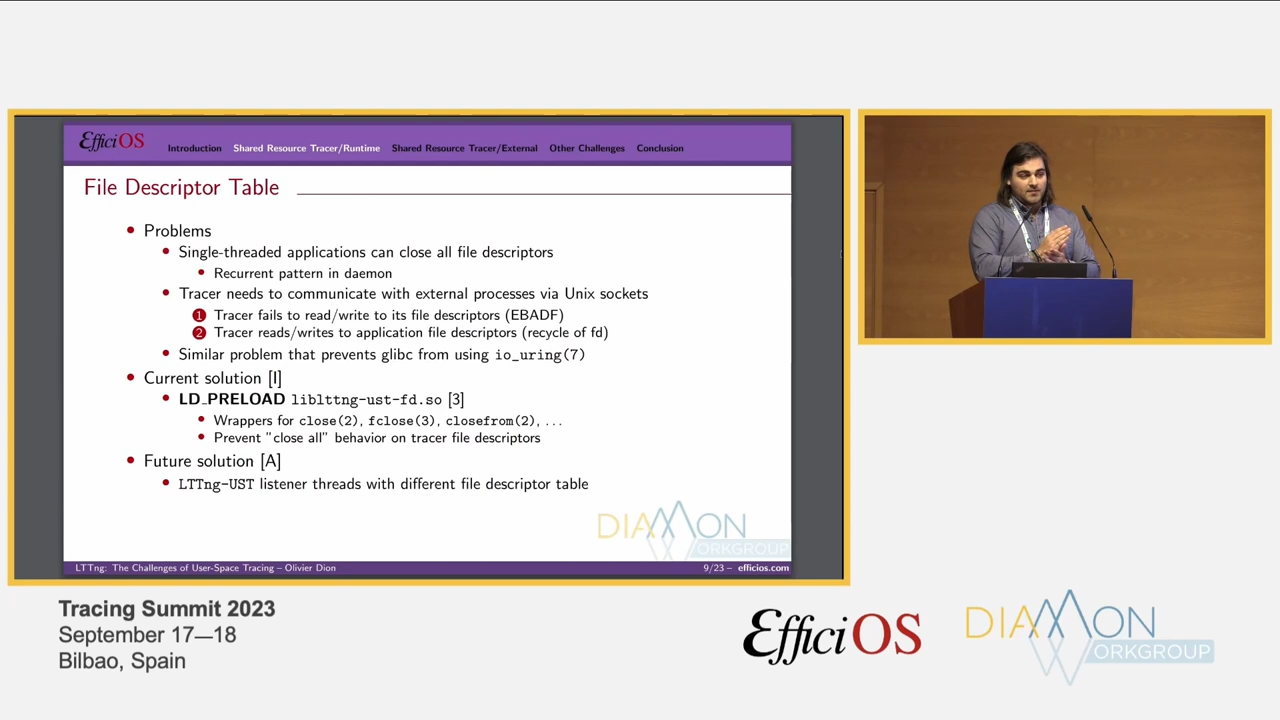 EfficiOS
Introduction Shared Resource Tracer/Runtime Shared Resource Tracer/External Other Challenges Conclusion
File Descriptor Table
• Problems
• Single-threaded applications can close all file descriptors
• Recurrent pattern in daemon
• Tracer needs to communicate with external processes via Unix sockets
1 Tracer fails to read/write to its file descriptors (EBADF)
2 Tracer reads/writes to application file descriptors (recycle of fd)
• Similar problem that prevents glibc from using io_uring(7)
• Current solution [I]
• LD_PRELOAD liblttng-ust-fd.so [3]
• Wrappers for close(2), fclose(3), closefrom(2), ...
• Prevent "close all" behavior on tracer file descriptors
• Future solution [A]
• LTTng-UST listener threads with different file descriptor table
DIAMON
WORKGROUP
LTTng: The Challenges of User-Space Tracing – Olivier Dion 9/23 – efficios.com
Tracing Summit 2023
September 17—18
Bilbao, Spain
EfficiOS
DIAMON
WORKGROUP